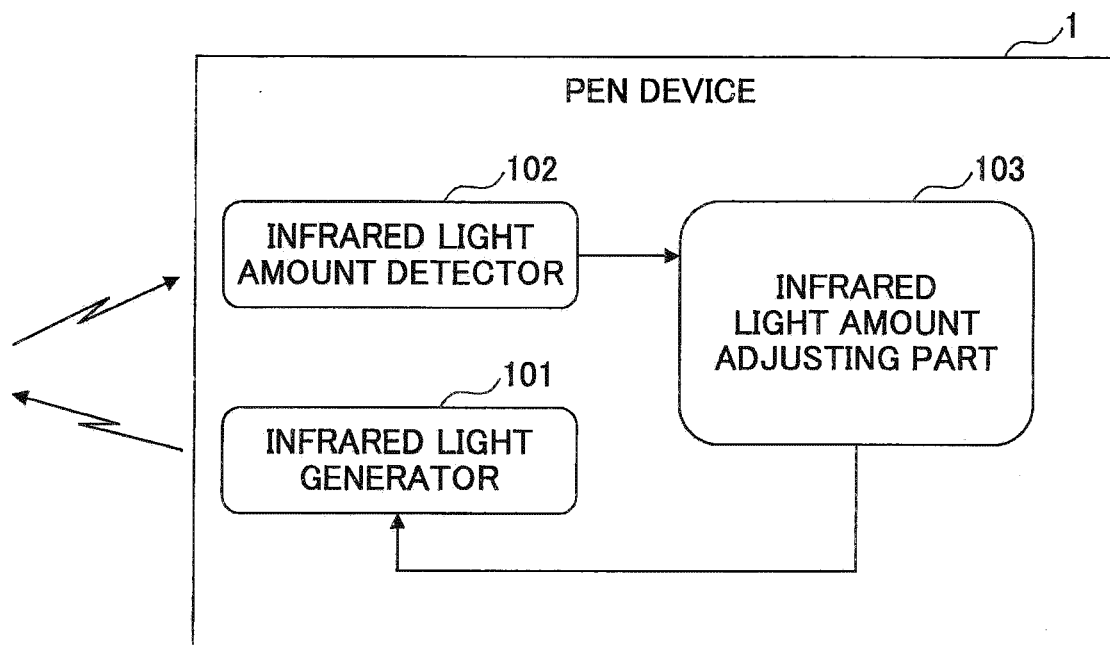 1
PEN DEVICE
102
INFRARED LIGHT
AMOUNT DETECTOR
103
INFRARED
LIGHT AMOUNT
ADJUSTING PART
101
INFRARED LIGHT
GENERATOR